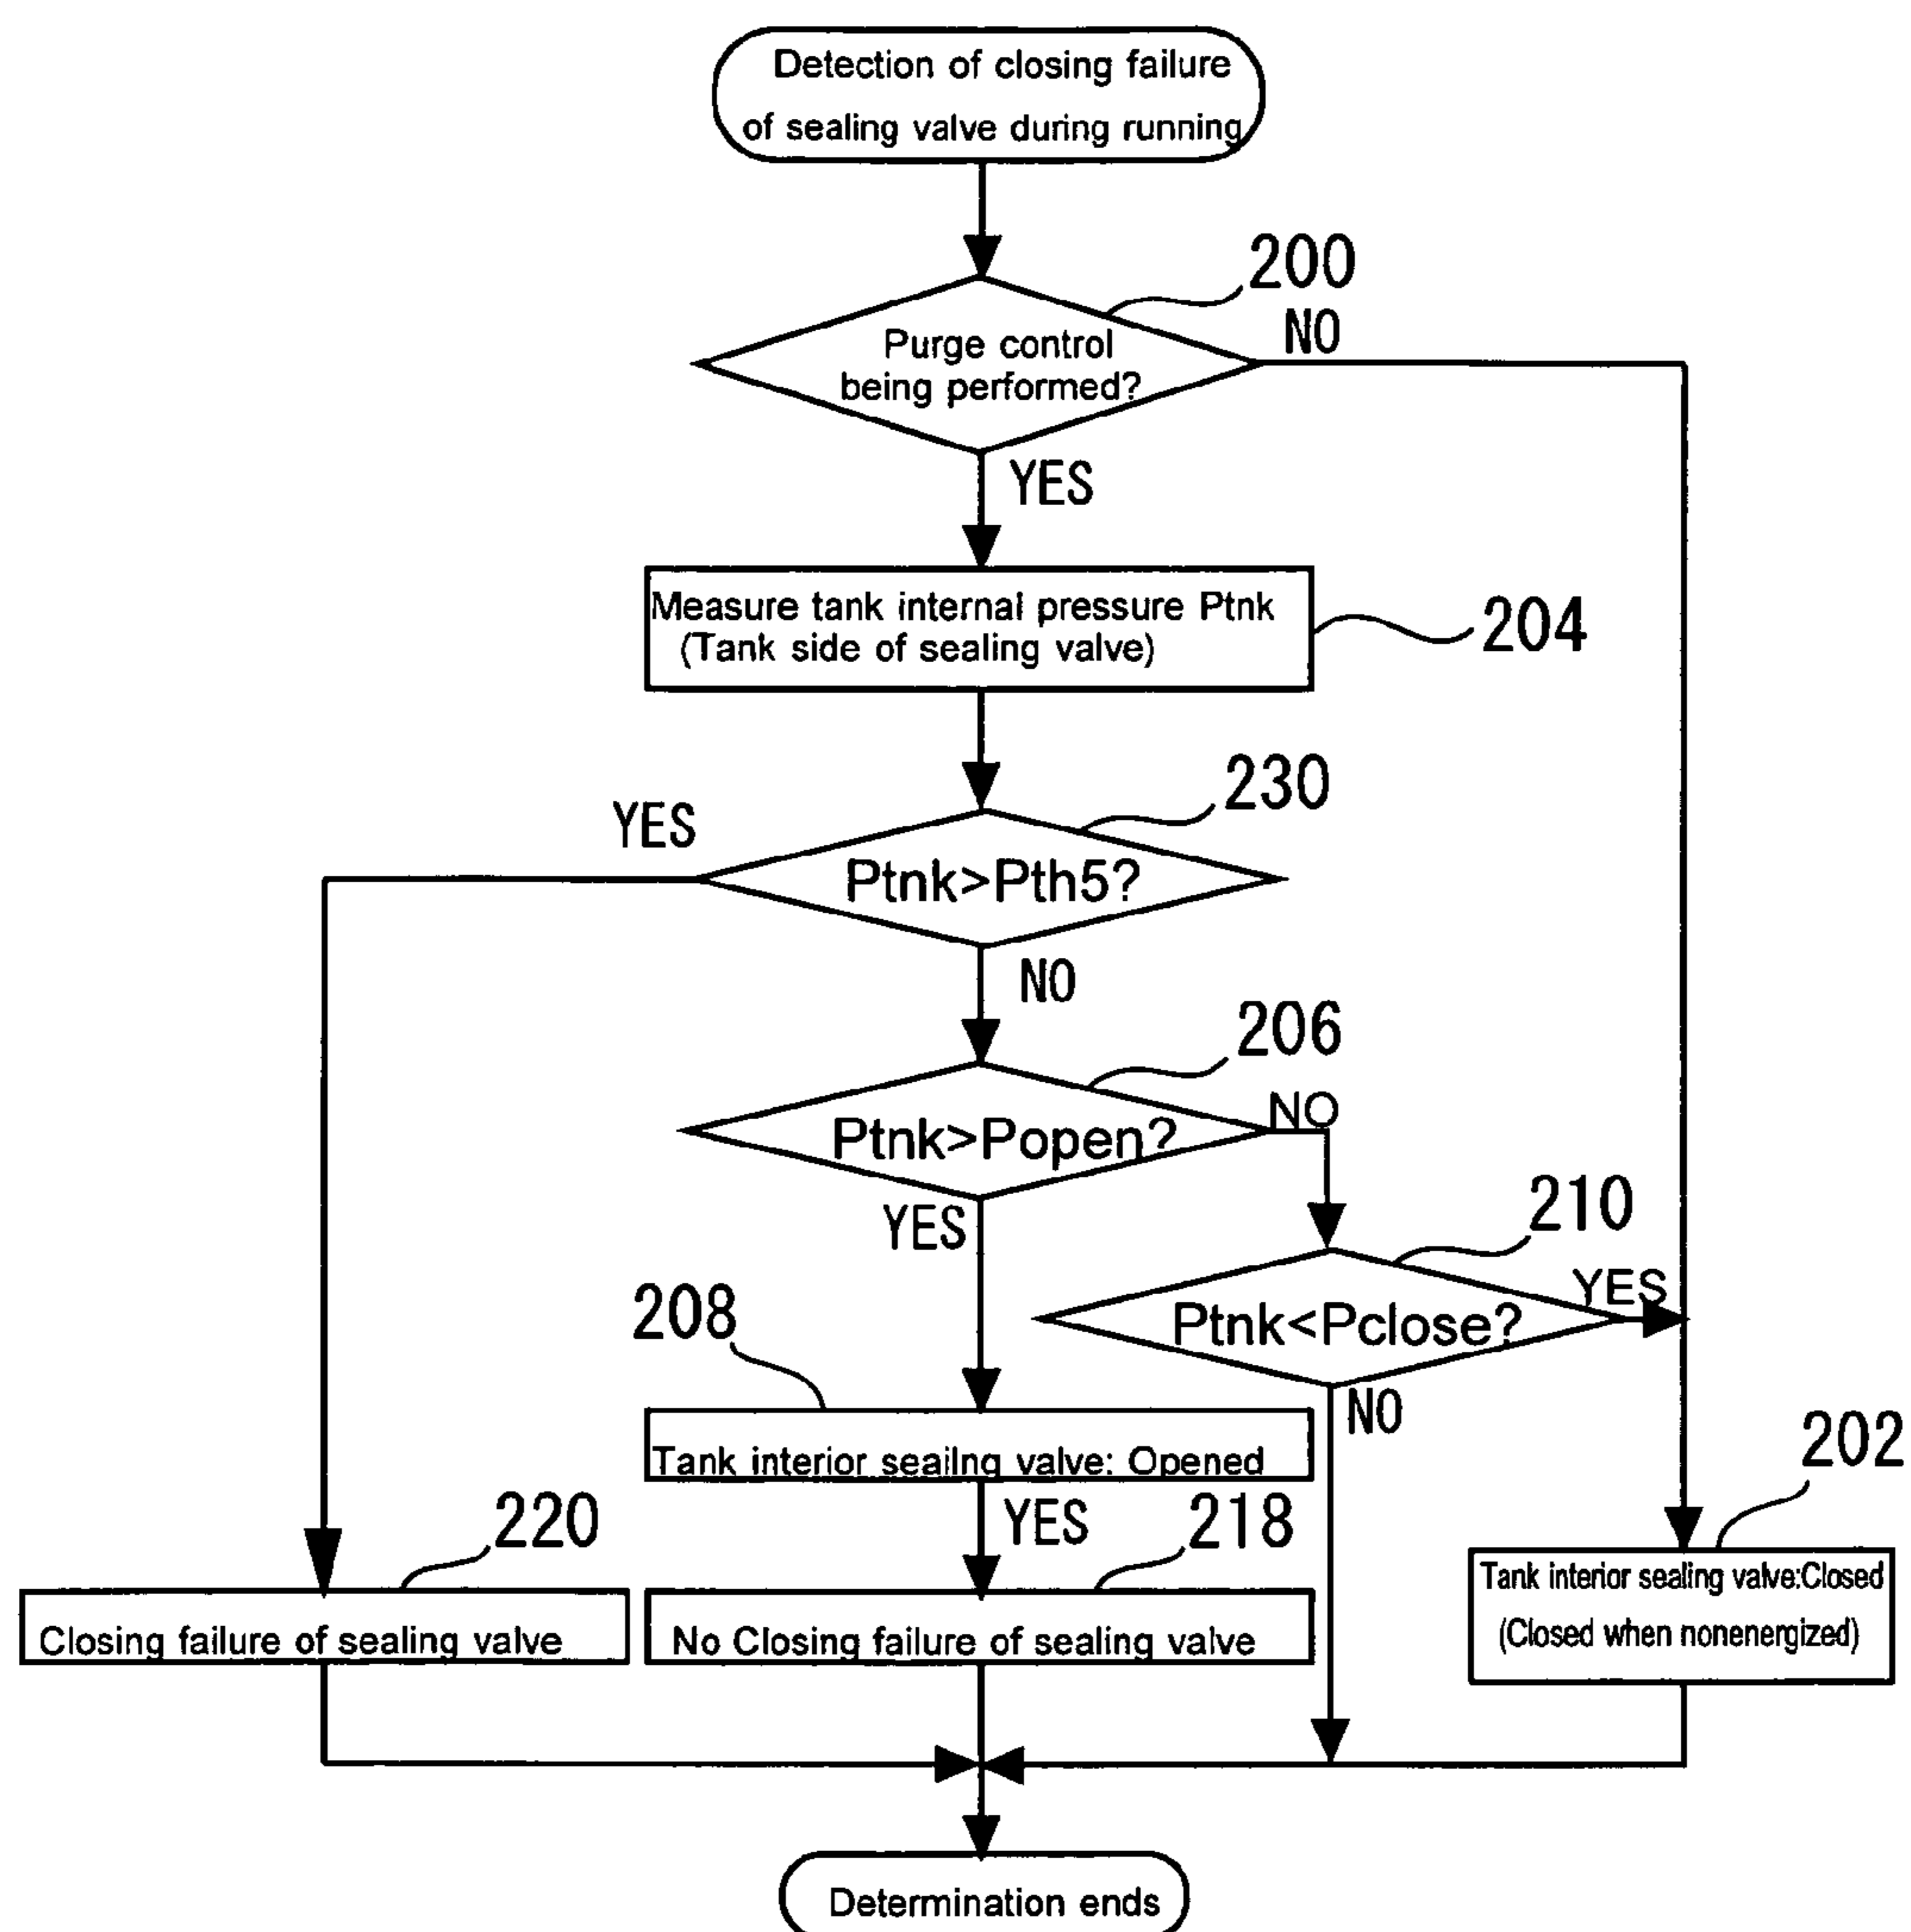 Detection of closing failure
of sealing valve during running
200
NO
Purge control
being performed?
YES
Measure tank internal pressure Ptnk
(Tank side of sealing valve)
204
230
YES
Ptnk>Pth5?
NO
206
NO
Ptnk>Popen?
YES
210
YES
Ptnk<Pclose?
208
NO
Tank interior seailng valve: Opened
202
YES
218
220
Tank interior sealing valve:Closed
(Closed when nonenergized)
Closing failure of sealing valve
No Closing failure of sealing valve
Determination ends